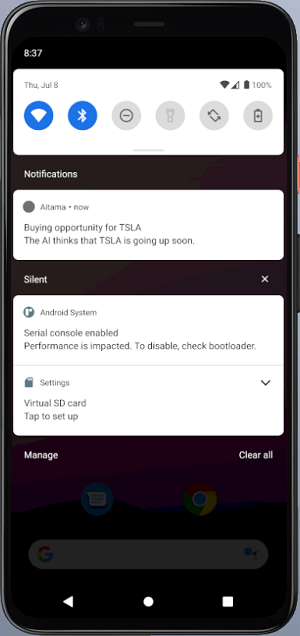 8:37
Thu, Jul 8
100%
Notifications
Aitama • now
Buying opportunity for TSLA
The AI thinks that TSLA is going up soon.
Silent
Android System
Serial console enabled
Performance is impacted. To disable, check bootloader.
Settings
Virtual SD card
Tap to set up
Manage Clear all